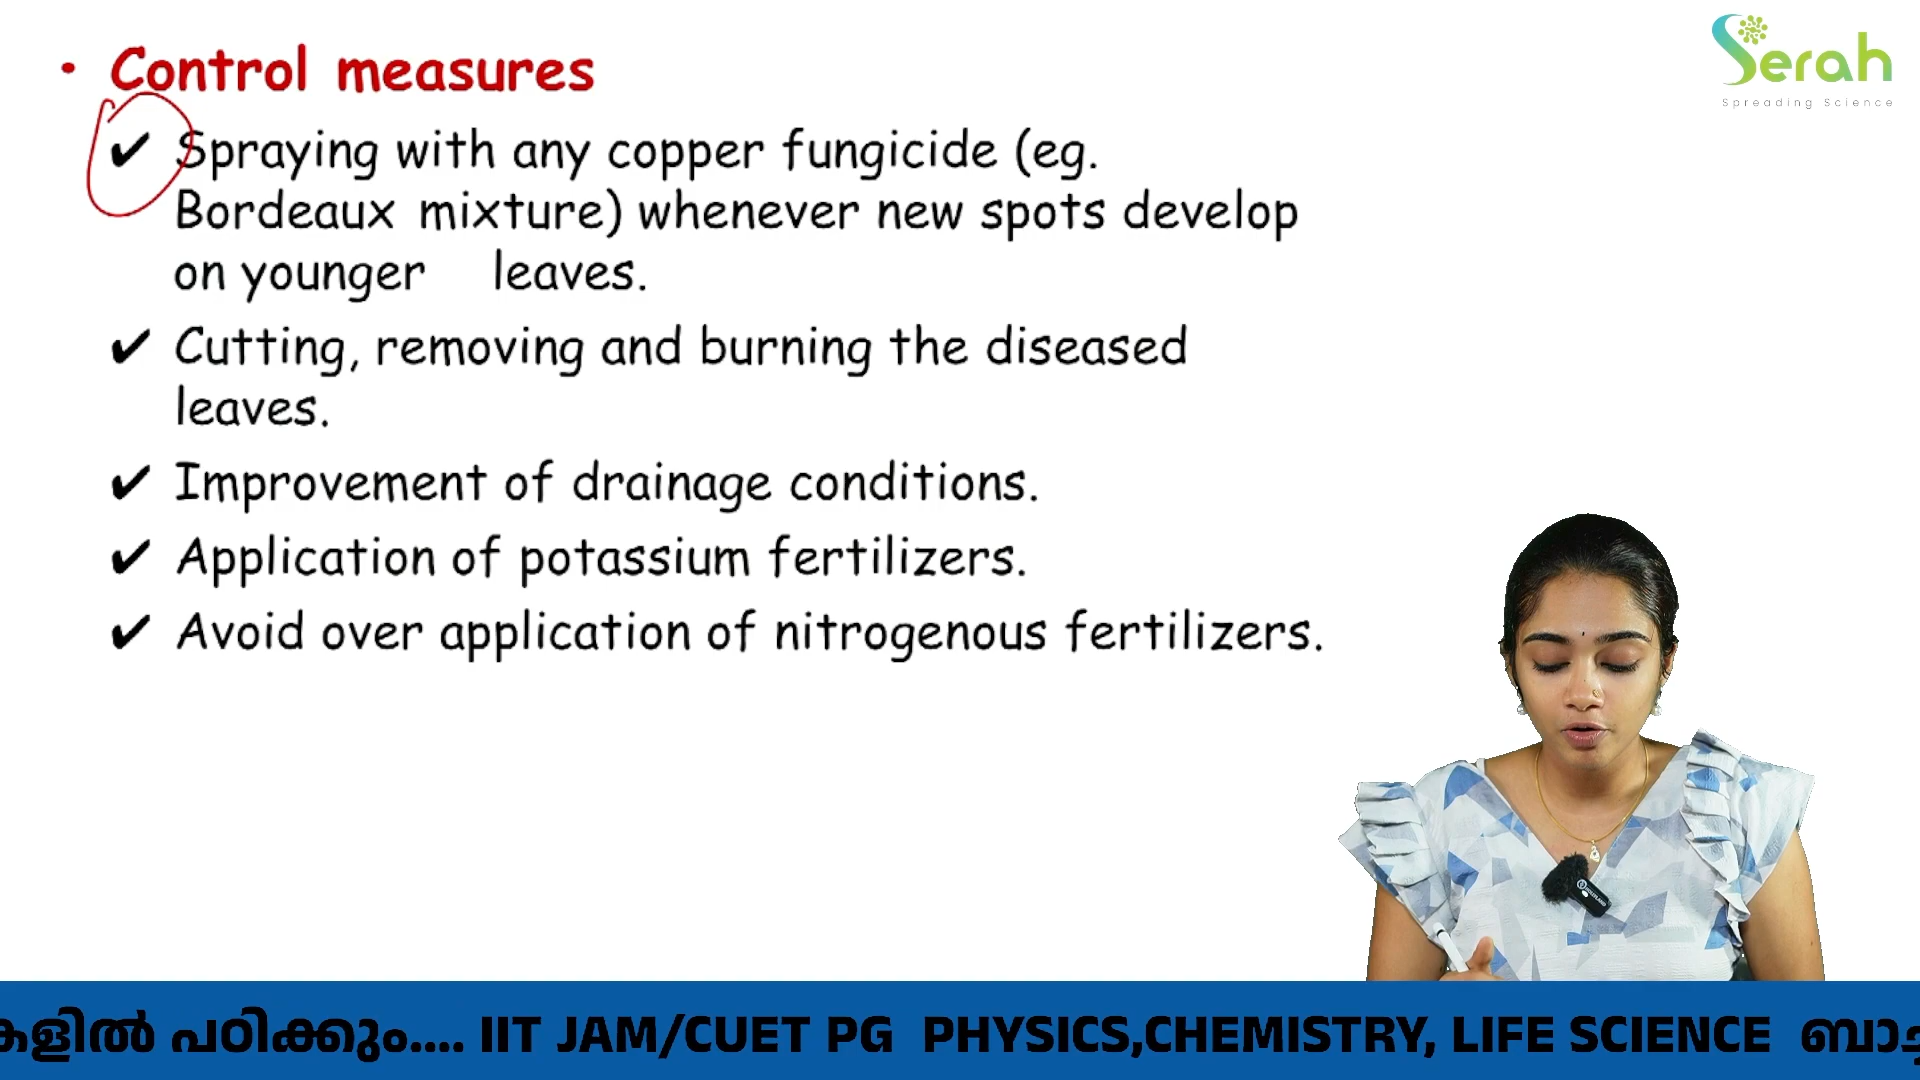 Serah
Spreading Science
• Control measures
✔ Spraying with any copper fungicide (eg.
Bordeaux mixture) whenever new spots develop
on younger leaves.
✔ Cutting, removing and burning the diseased
leaves.
✔ Improvement of drainage conditions.
✔ Application of potassium fertilizers.
✔ Avoid over application of nitrogenous fertilizers.
കളിൽ പഠിക്കും.... IIT JAM/CUET PG PHYSICS,CHEMISTRY, LIFE SCIENCE